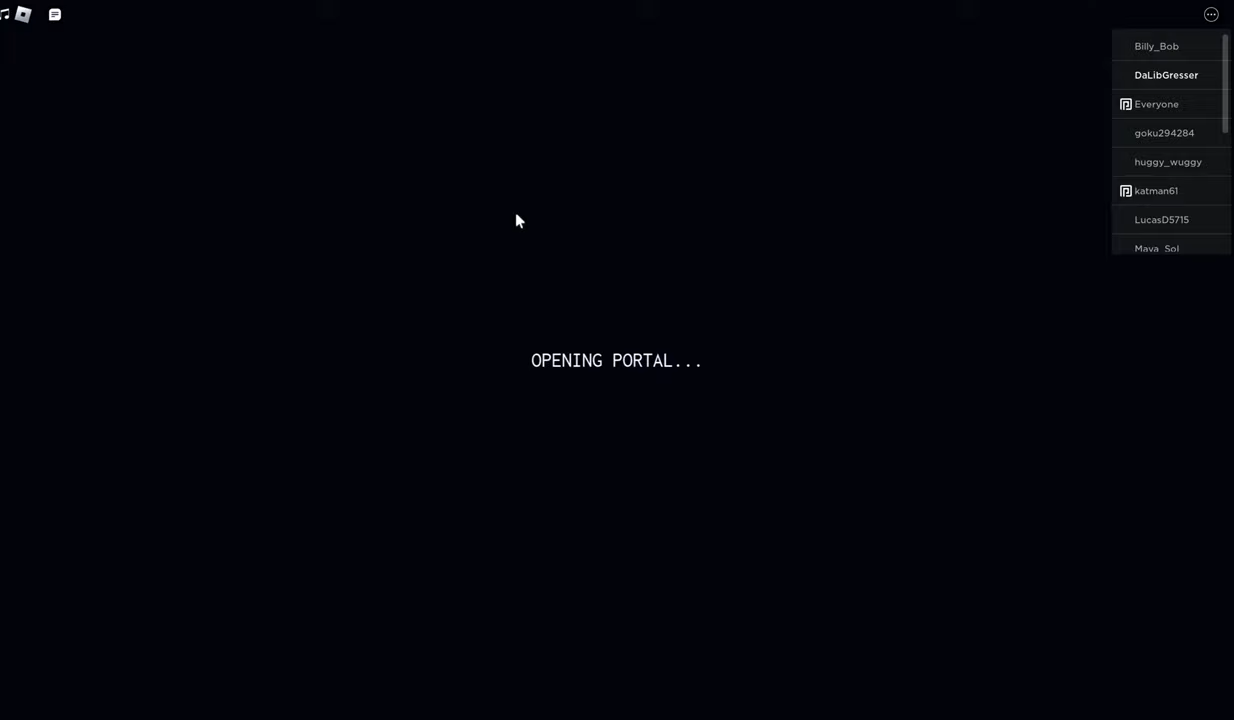 Billy_Bob
DaLibGresser
Everyone
goku294284
huggy_wuggy
katman61
LucasD5715
Maya_Sol
OPENING PORTAL...